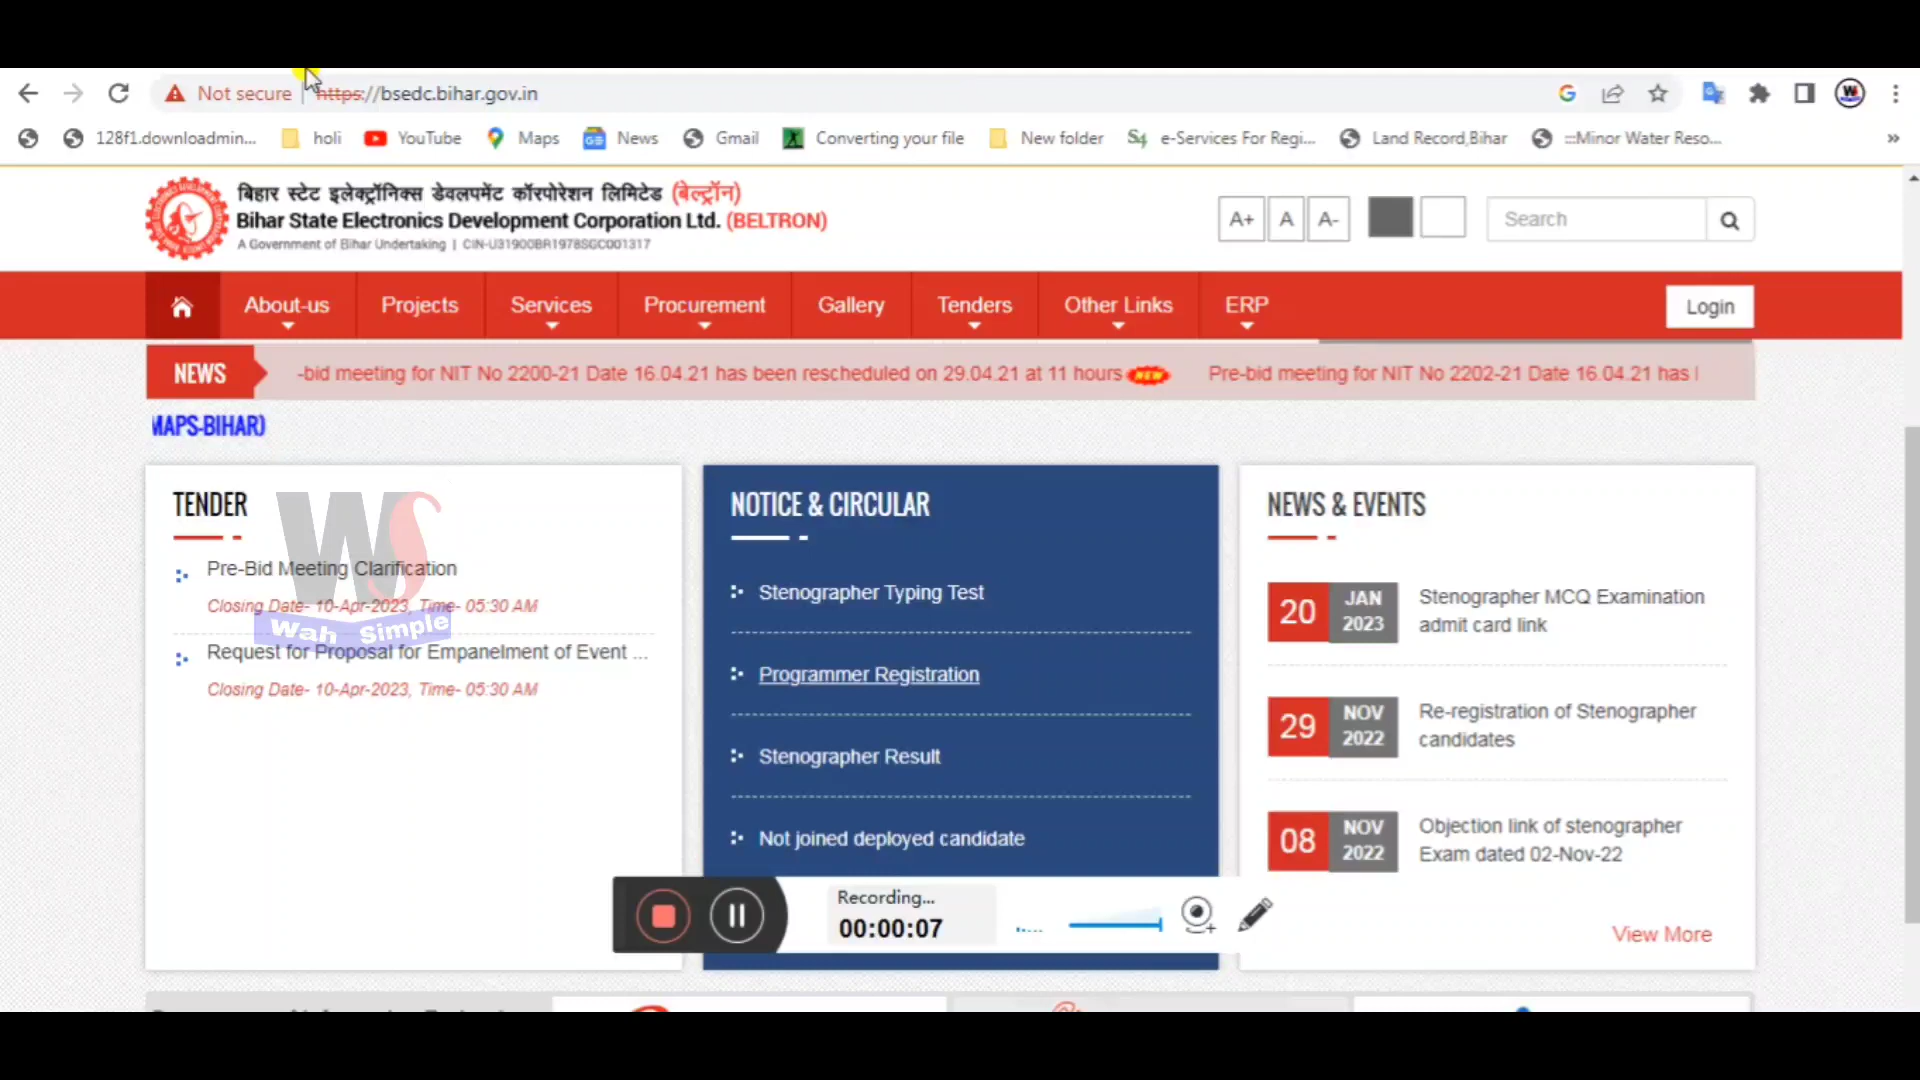 Not secure https://bsedc.bihar.gov.in
128f1.downloadmin... holi YouTube Maps News Gmail Converting your file New folder e-Services For Regi... Land Record,Bihar :::Minor Water Reso... »
बिहार स्टेट इलेक्ट्रॉनिक्स डेवलपमेंट कॉरपोरेशन लिमिटेड (बेल्ट्रॉन)
Bihar State Electronics Development Corporation Ltd. (BELTRON)
A Government of Bihar Undertaking | CIN-U31900BR1978SGC001317
A+ A A- Search
About-us Projects Services Procurement Gallery Tenders Other Links ERP Login
NEWS -bid meeting for NIT No 2200-21 Date 16.04.21 has been rescheduled on 29.04.21 at 11 hours NEW Pre-bid meeting for NIT No 2202-21 Date 16.04.21 has
MAPS-BIHAR)
TENDER
Pre-Bid Meeting Clarification
Closing Date- 10-Apr-2023, Time- 05:30 AM
Request for Proposal for Empanelment of Event ...
Closing Date- 10-Apr-2023, Time- 05:30 AM
WS
Wah Simple
NOTICE & CIRCULAR
Stenographer Typing Test
Programmer Registration
Stenographer Result
Not joined deployed candidate
NEWS & EVENTS
20 JAN 2023
Stenographer MCQ Examination
admit card link
29 NOV 2022
Re-registration of Stenographer
candidates
08 NOV 2022
Objection link of stenographer
Exam dated 02-Nov-22
View More
Recording...
00:00:07